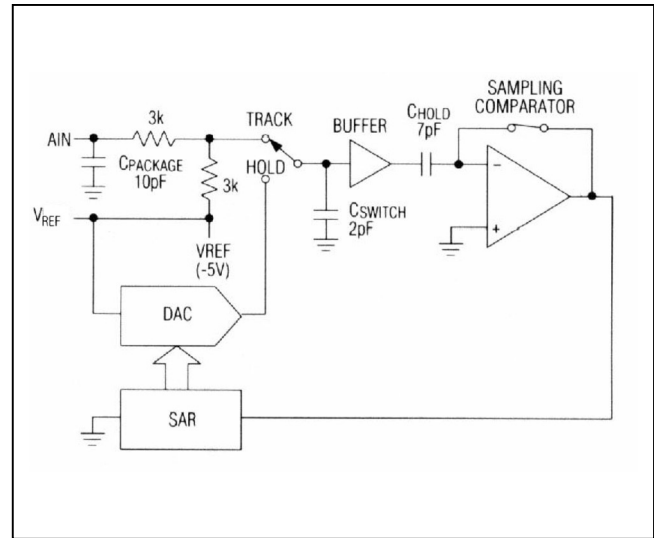 3k
TRACK
BUFFER
CHOLD
7pF
SAMPLING
COMPARATOR
AIN
CPACKAGE
10pF
HOLD
3k
CSWITCH
2pF
−
+
VREF
VREF
(-5V)
DAC
SAR